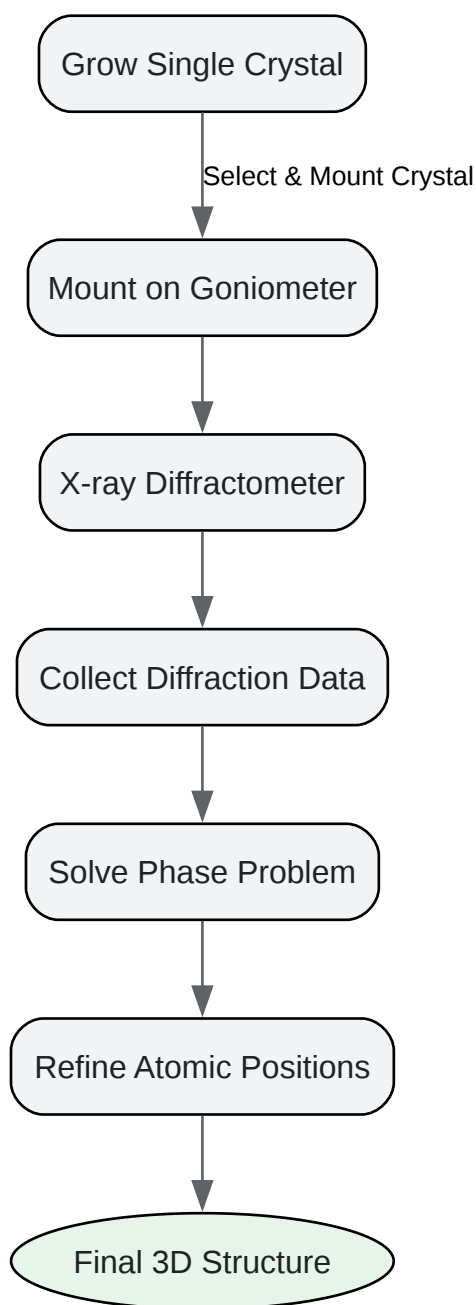 Grow Single Crystal
Select & Mount Crystal
Mount on Goniometer
X-ray Diffractometer
Collect Diffraction Data
Solve Phase Problem
Refine Atomic Positions
Final 3D Structure